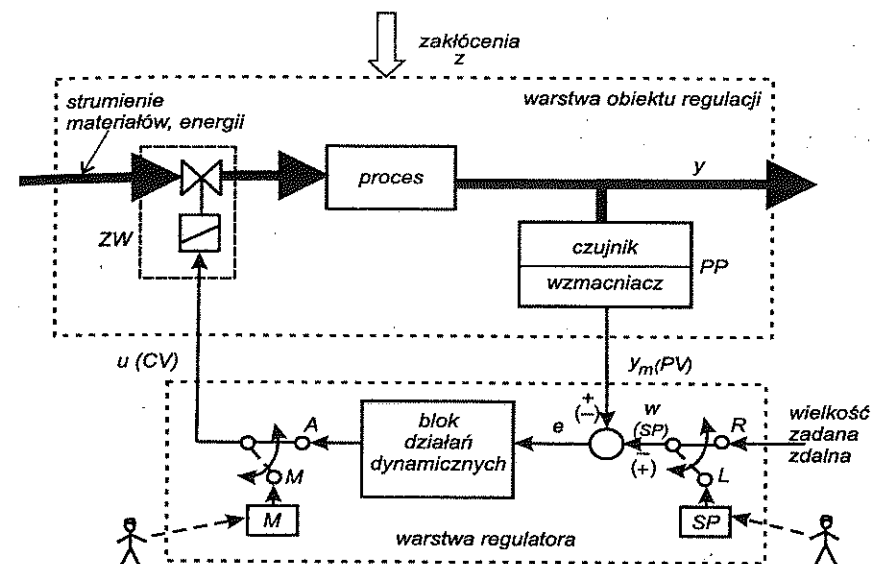 zakłócenia
z
strumienie
materiałów, energii
warstwa obiektu regulacji
proces
y
ZW
czujnik
wzmacniacz
PP
u (CV)
ym(PV)
A
blok
działań
dynamicznych
e
+
(−)
w
(SP)
−
(+)
R
wielkość
zadana
zdalna
M
L
M
SP
warstwa regulatora